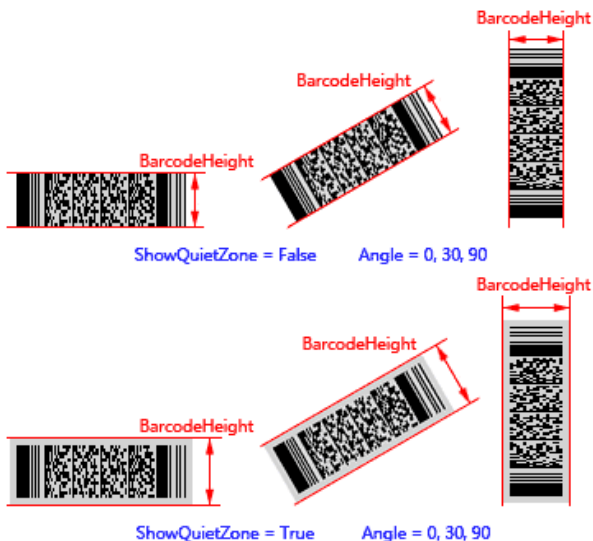 BarcodeHeight
BarcodeHeight
BarcodeHeight
ShowQuietZone = False Angle = 0, 30, 90
BarcodeHeight
BarcodeHeight
BarcodeHeight
ShowQuietZone = True Angle = 0, 30, 90